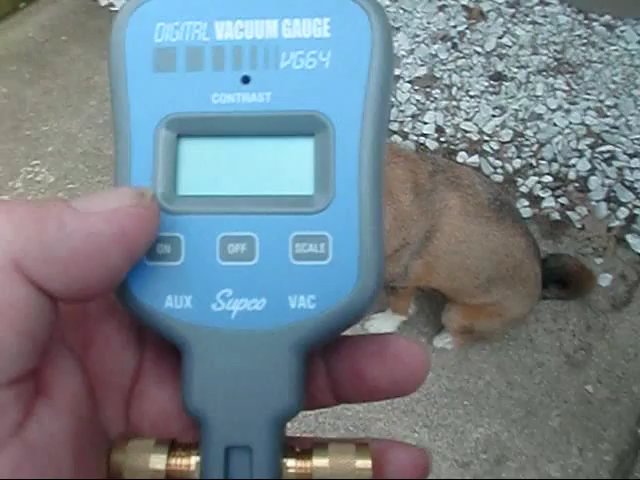 DIGITAL VACUUM GAUGE
VG64
CONTRAST
ON OFF SCALE
AUX Supco VAC